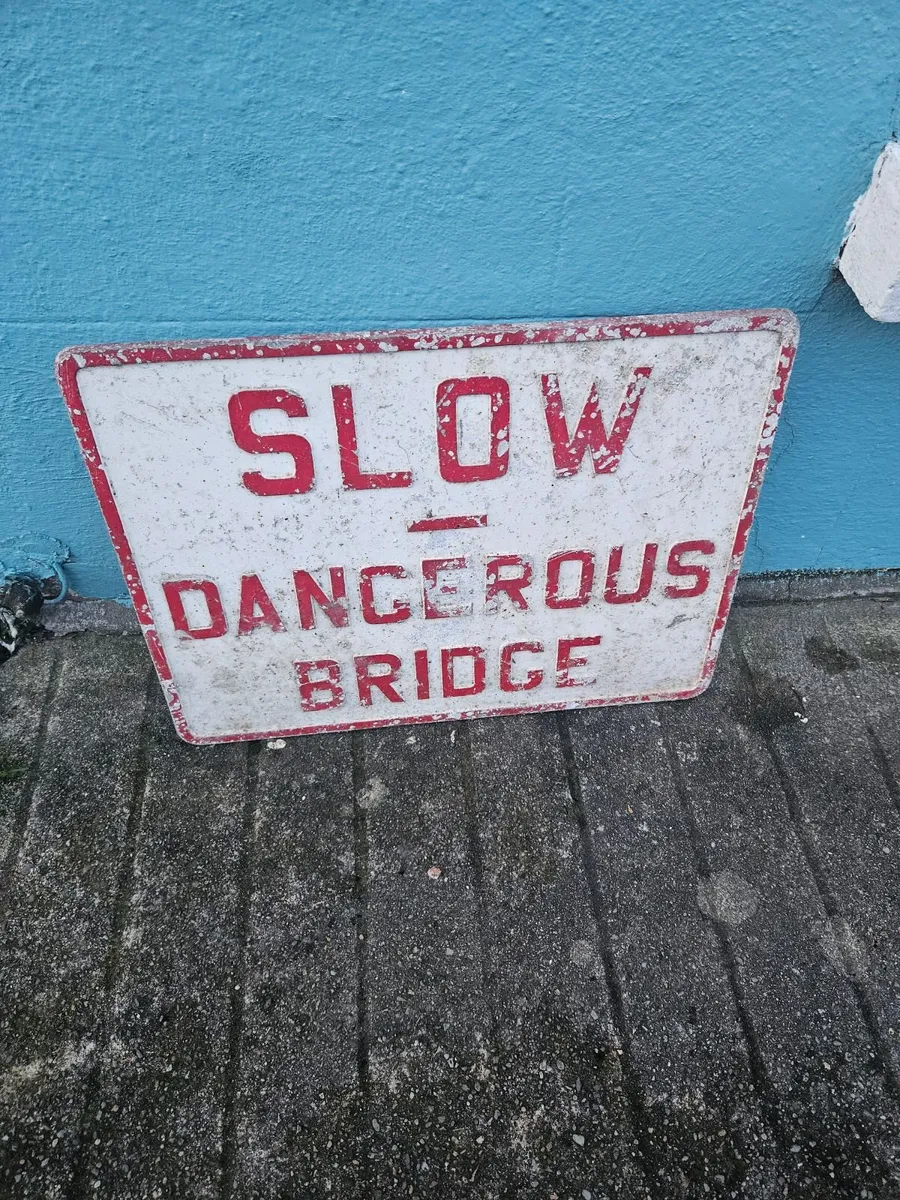 SLOW
—
DANGEROUS
BRIDGE